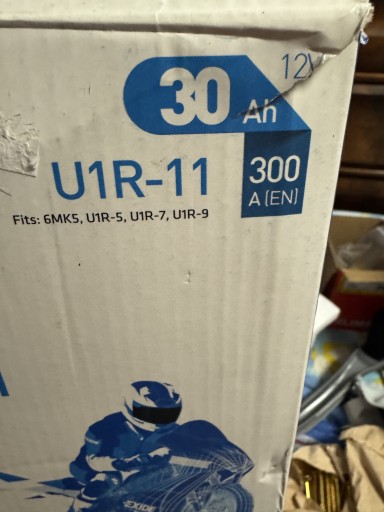 12V
30 Ah
U1R-11
300
A (EN)
Fits: 6MK5, U1R-5, U1R-7, U1R-9